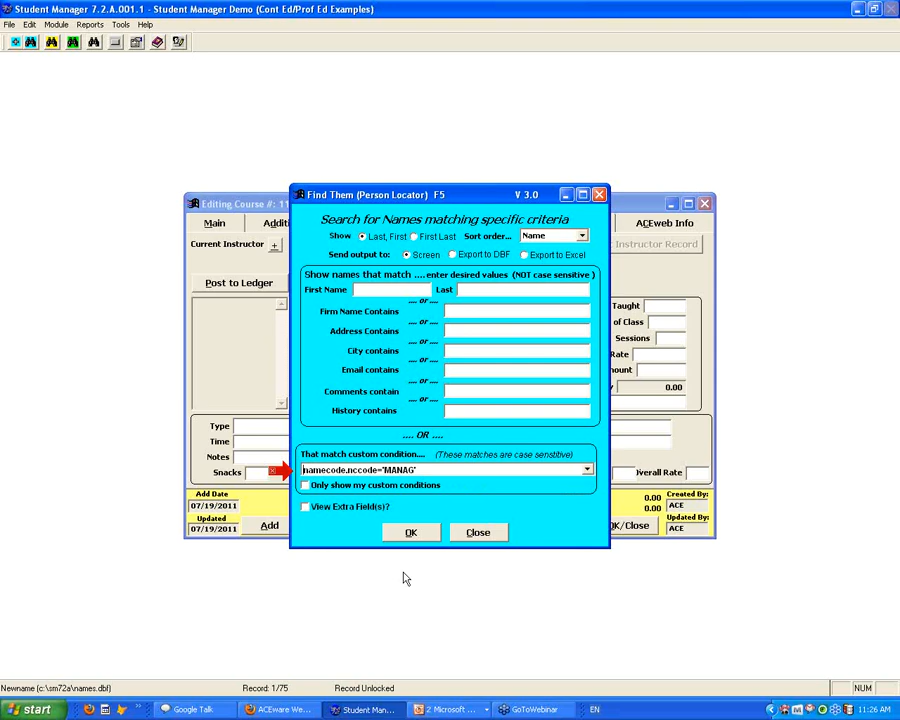 Student Manager 7.2.A.001.1 - Student Manager Demo (Cont Ed/Prof Ed Examples)
File Edit Module Reports Tools Help
Editing Course #: 11
Find Them (Person Locator) F5 V 3.0
Main
Additi
ACEweb Info
Search for Names matching specific criteria
Show Last, First First Last Sort order... Name
Current Instructor +
Instructor Record
Send output to: Screen Export to DBF Export to Excel
Show names that match .... enter desired values (NOT case sensitive )
Post to Ledger
First Name Last
.... or ....
Taught
Firm Name Contains
.... or ....
of Class
Address Contains
.... or ....
Sessions
City contains
.... or ....
Rate
Email contains
.... or ....
mount
Comments contain
.... or ....
0.00
History contains
.... OR ....
Type
Time
That match custom condition.... (These matches are case sensitive)
Notes
Snacks
namecode.nccode='MANAG'
Overall Rate
Only show my custom conditions
Add Date
07/19/2011
View Extra Field(s)?
0.00
0.00
Created By:
ACE
Updated
07/19/2011
Add
OK Close
OK/Close
Updated By:
ACE
Newname (c:\sm72a\names.dbf) Record: 1/75 Record Unlocked NUM
start Google Talk ACEware We... Student Man... 2 Microsoft ... GoToWebinar EN 11:26 AM